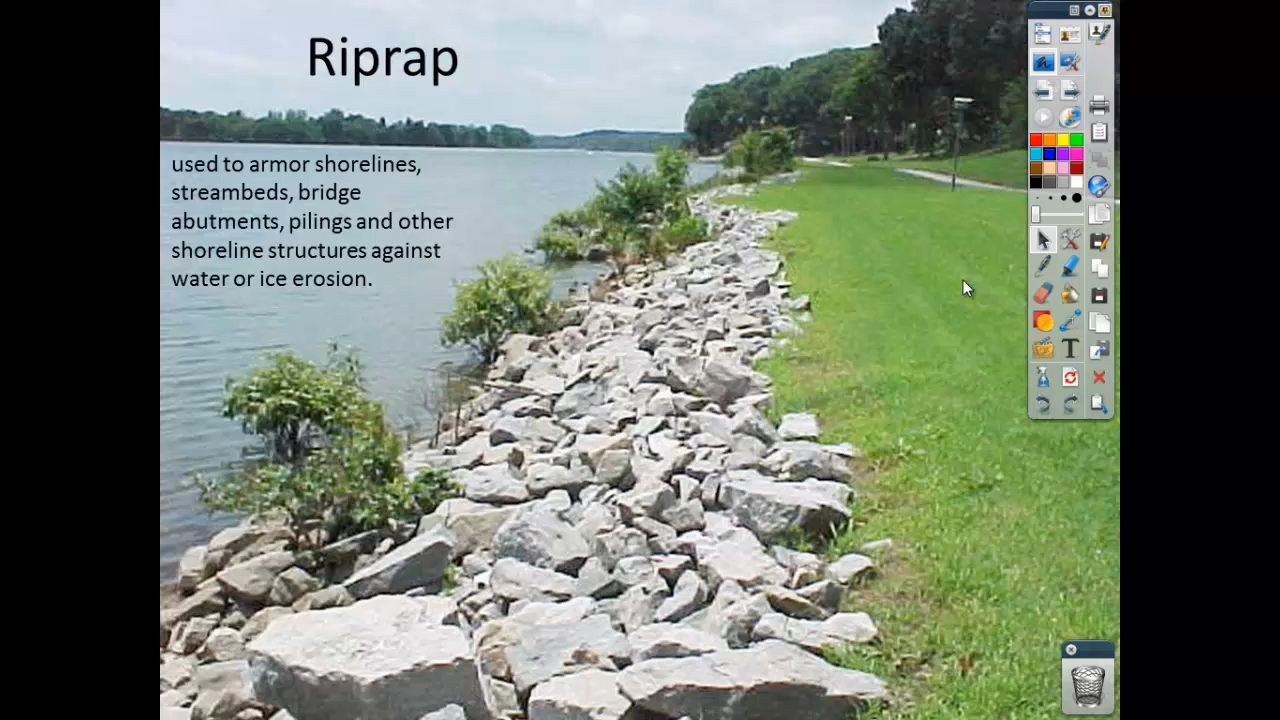 Riprap
used to armor shorelines,
streambeds, bridge
abutments, pilings and other
shoreline structures against
water or ice erosion.
T